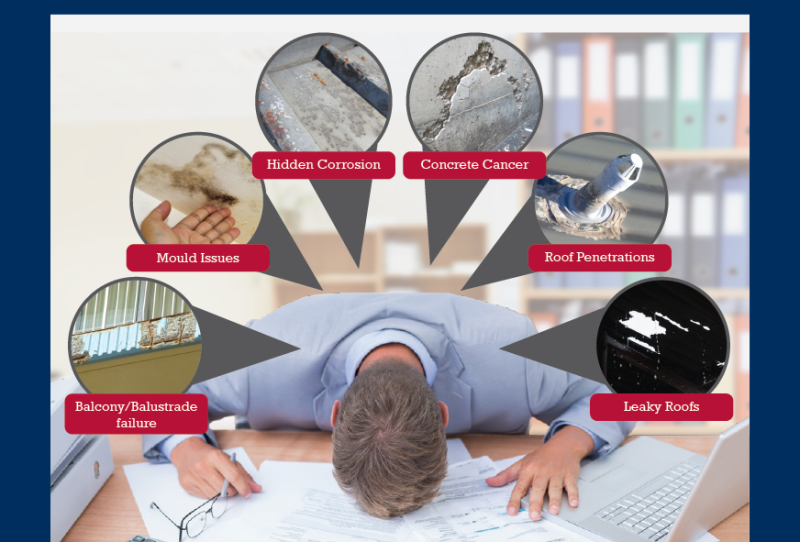 Hidden Corrosion
Concrete Cancer
Mould Issues
Roof Penetrations
Balcony/Balustrade
failure
Leaky Roofs